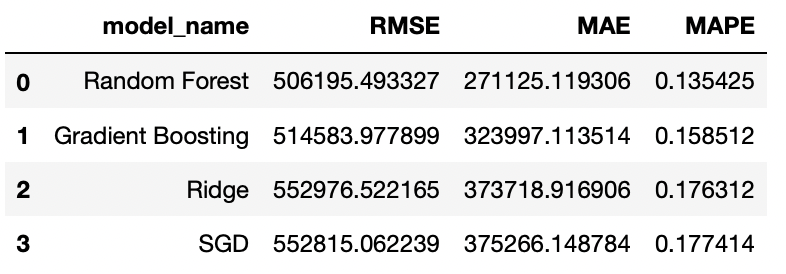 model_name RMSE MAE MAPE
0 Random Forest 506195.493327 271125.119306 0.135425
1 Gradient Boosting 514583.977899 323997.113514 0.158512
2 Ridge 552976.522165 373718.916906 0.176312
3 SGD 552815.062239 375266.148784 0.177414